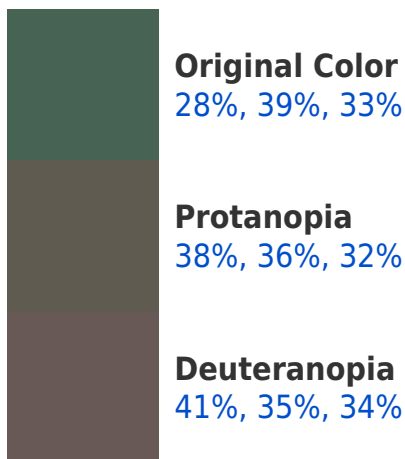 Original Color
28%, 39%, 33%
Protanopia
38%, 36%, 32%
Deuteranopia
41%, 35%, 34%